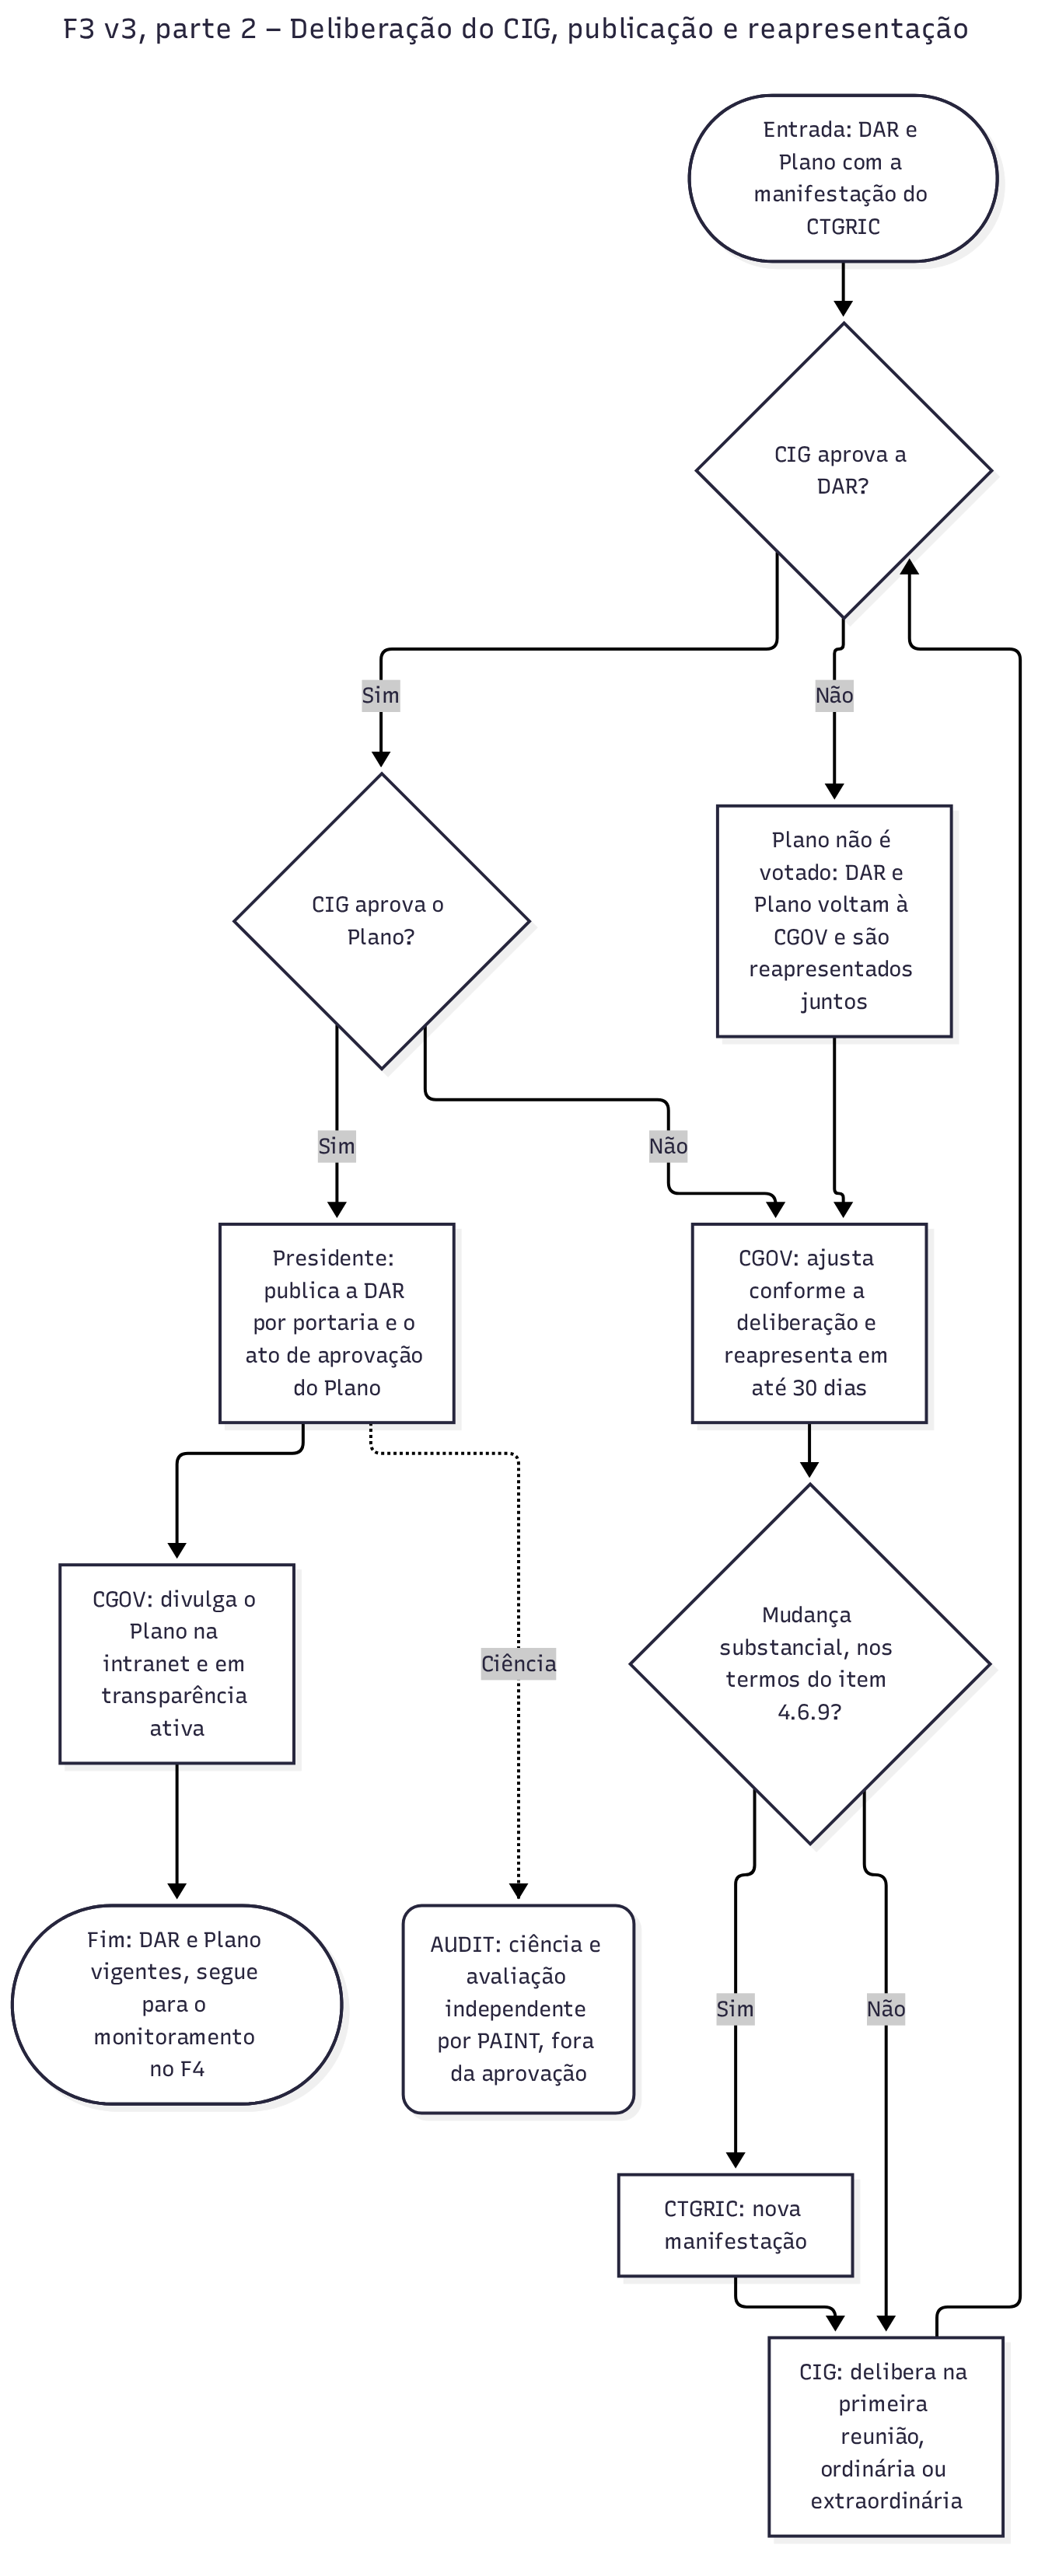 F3 v3, parte 2 – Deliberação do CIG, publicação e reapresentação
Entrada: DAR e
Plano com a
manifestação do
CTGRIC
CIG aprova a
DAR?
Sim
Não
CIG aprova o
Plano?
Plano não é
votado: DAR e
Plano voltam à
CGOV e são
reapresentados
juntos
Sim
Não
Presidente:
publica a DAR
por portaria e o
ato de aprovação
do Plano
CGOV: ajusta
conforme a
deliberação e
reapresenta em
até 30 dias
CGOV: divulga o
Plano na
intranet e em
transparência
ativa
Ciência
Mudança
substancial, nos
termos do item
4.6.9?
Fim: DAR e Plano
vigentes, segue
para o
monitoramento
no F4
AUDIT: ciência e
avaliação
independente
por PAINT, fora
da aprovação
Sim
Não
CTGRIC: nova
manifestação
CIG: delibera na
primeira
reunião,
ordinária ou
extraordinária